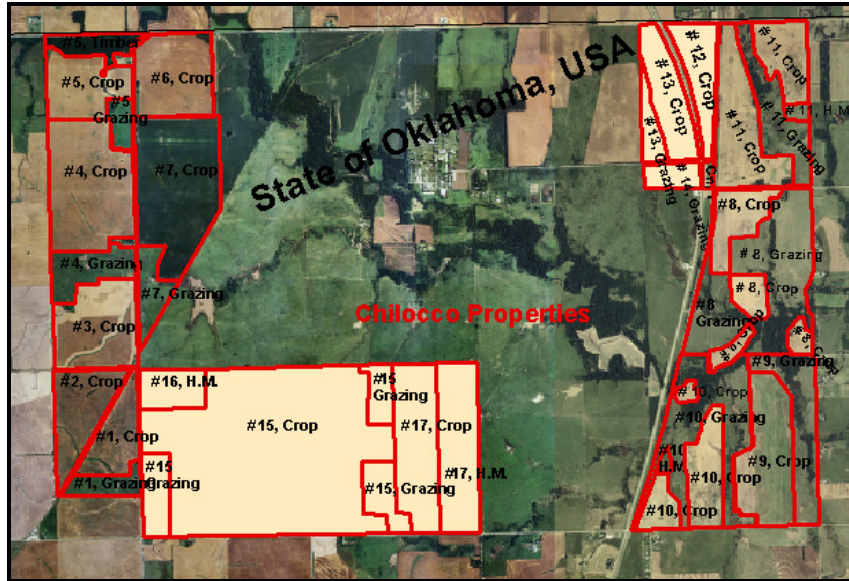 State of Oklahoma, USA
Chilocco Properties
#5, Timber
#5, Crop
#6, Crop
#5
Grazing
#4, Crop
#7, Crop
#4, Grazing
#7, Grazing
#3, Crop
#2, Crop
#1, Crop
#1, Grazing
#16, H.M.
#15, Crop
#15
Grazing
#15
Grazing
#15, Grazing
#17, Crop
#17, H.M.
# 12, Crop
# 13, Crop
# 13, Grazing
# 14, Grazing
#11, Crop
# 11, H.M.
#11, Grazing
#11, Crop
#8, Crop
# 8, Grazing
# 8, Crop
#8
Grazing
# 8, Crop
#9, Grazing
# 10, Crop
#10, Grazing
#10
H.M.
#10, Crop
#10, Crop
#9, Crop